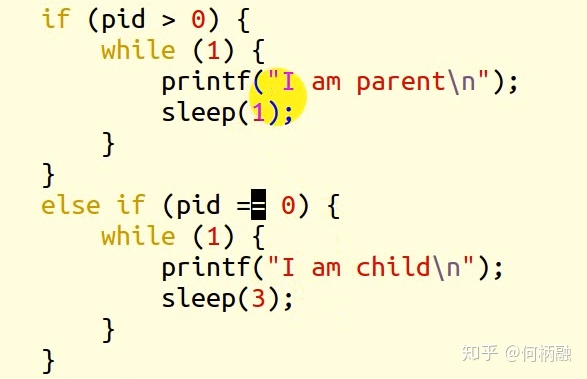 if (pid > 0) {
    while (1) {
        printf("I am parent\n");
        sleep(1);
    }
}
else if (pid == 0) {
    while (1) {
        printf("I am child\n");
        sleep(3);
    }
}
知乎 @何柄融